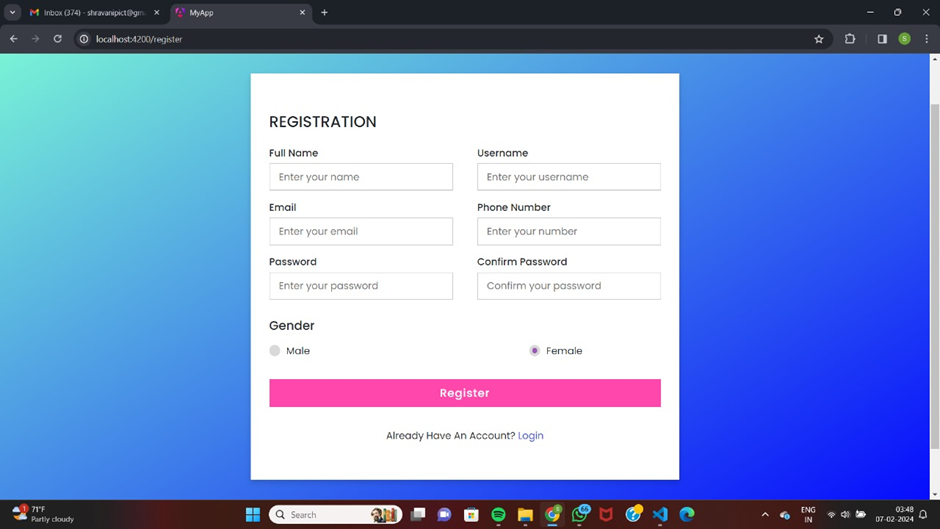 Inbox (374) - shravanipict@gm
MyApp
localhost:4200/register
S
REGISTRATION
Full Name
Username
Enter your name
Enter your username
Email
Phone Number
Enter your email
Enter your number
Password
Confirm Password
Enter your password
Confirm your password
Gender
Male
Female
Register
Already Have An Account? Login
1
71°F
Partly cloudy
Search
66
ENG
IN
03:48
07-02-2024